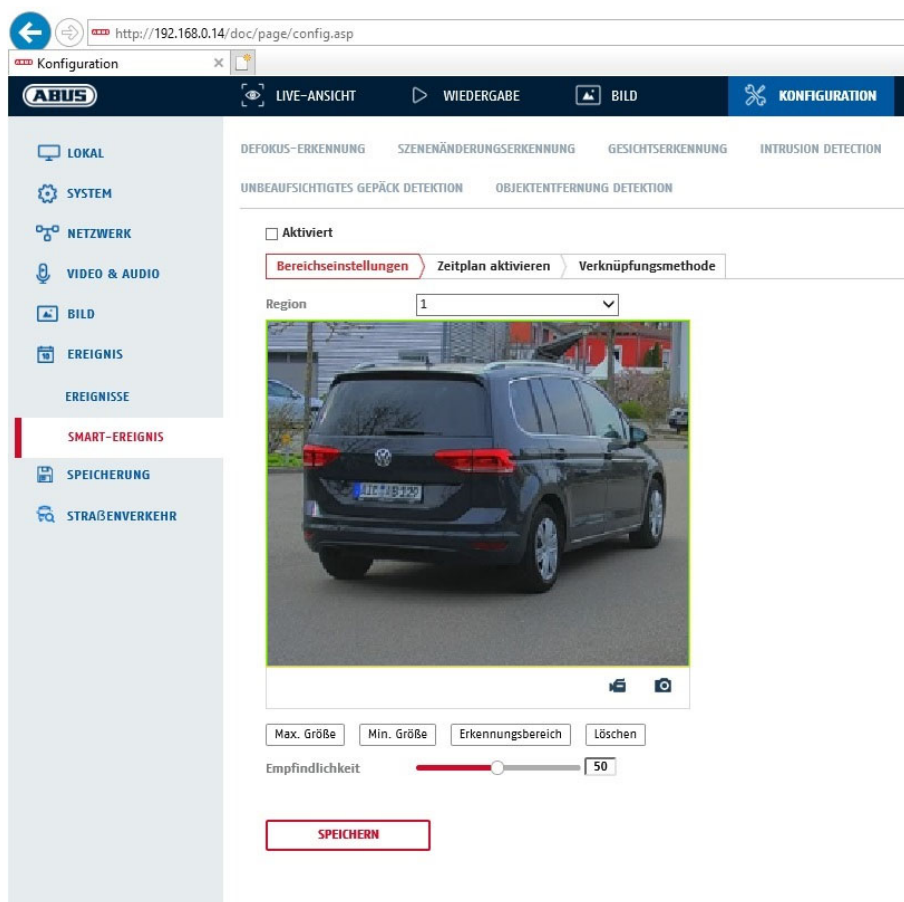 http://192.168.0.14/doc/page/config.asp
Konfiguration
ABUS
LIVE-ANSICHT
WIEDERGABE
BILD
KONFIGURATION
LOKAL
SYSTEM
NETZWERK
VIDEO & AUDIO
BILD
EREIGNIS
EREIGNISSE
SMART-EREIGNIS
SPEICHERUNG
STRAßENVERKEHR
DEFOKUS-ERKENNUNG
SZENENÄNDERUNGSERKENNUNG
GESICHTSERKENNUNG
INTRUSION DETECTION
UNBEAUFSICHTIGTES GEPÄCK DETEKTION
OBJEKTENTFERNUNG DETEKTION
Aktiviert
Bereichseinstellungen
Zeitplan aktivieren
Verknüpfungsmethode
Region
1
Max. Größe
Min. Größe
Erkennungsbereich
Löschen
Empfindlichkeit
50
SPEICHERN